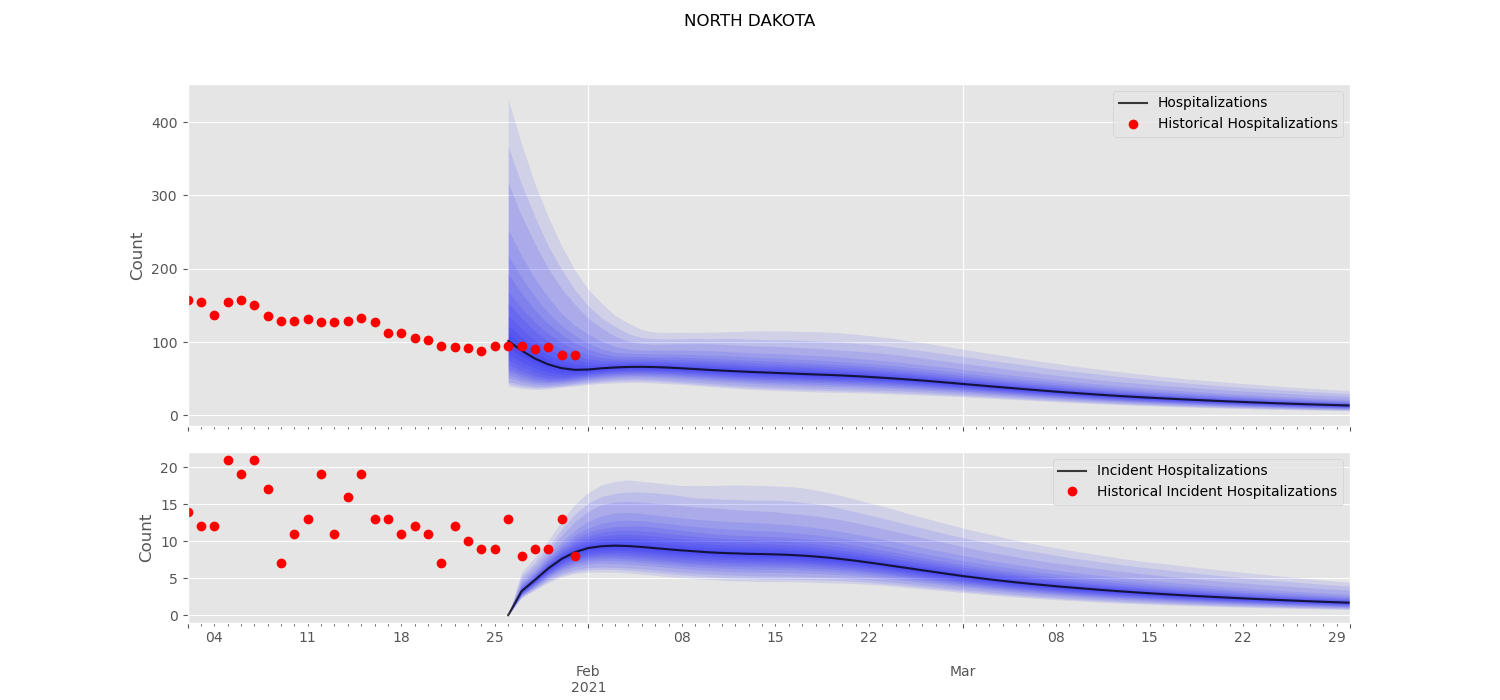 NORTH DAKOTA
Hospitalizations
Historical Hospitalizations
Count
400
300
200
100
0
Incident Hospitalizations
Historical Incident Hospitalizations
Count
20
15
10
5
0
04 11 18 25 08 15 22 08 15 22 29
Feb Mar
2021